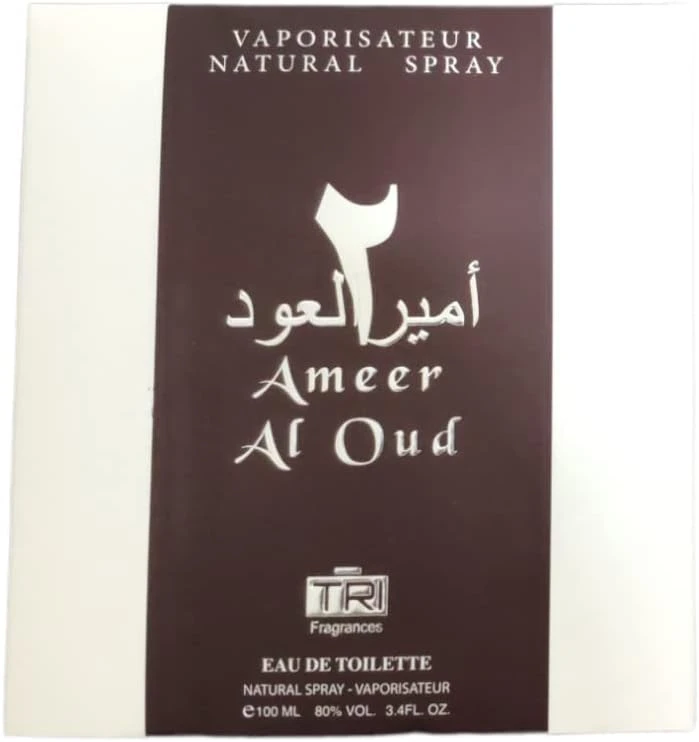 VAPORISATEUR
NATURAL SPRAY
٢
أمير العود
Ameer
Al Oud
TRI
Fragrances
EAU DE TOILETTE
NATURAL SPRAY - VAPORISATEUR
℮100 ML 80% VOL. 3.4FL. OZ.